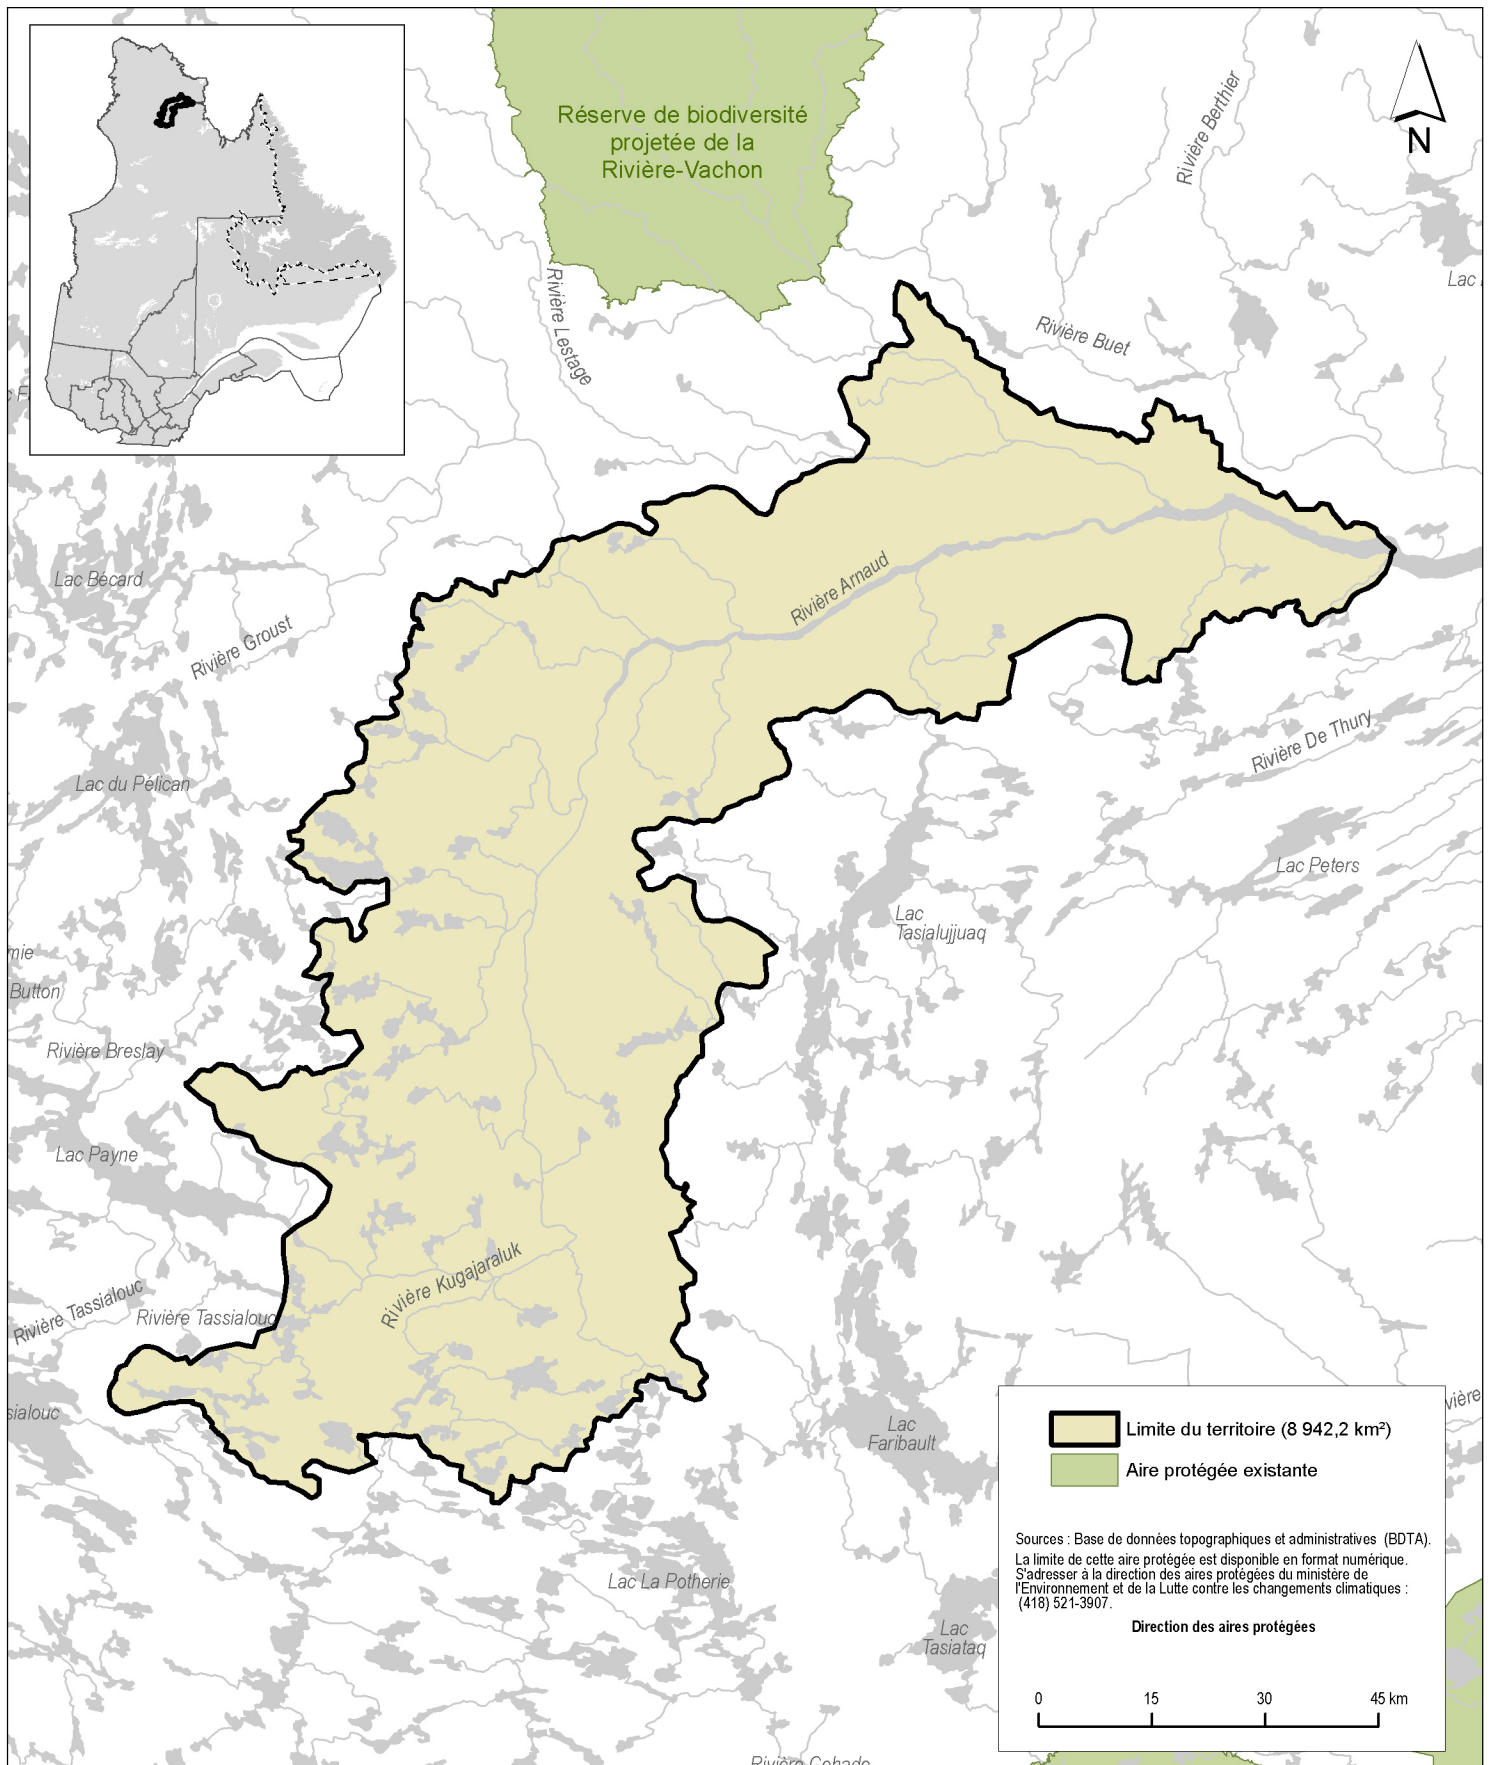 Réserve de biodiversité
projetée de la
Rivière-Vachon
N
Rivière Berthier
Lac
Rivière Lestage
Rivière Buet
Lac Bécard
Rivière Arnaud
Rivière Groust
Rivière De Thury
Lac du Pélican
Lac Peters
Lac
Tasialujjuaq
mie
Button
Rivière Breslay
Lac Payne
Rivière Kugajaraluk
Rivière Tassialouc
Rivière Tassialouc
sialouc
Lac
Faribault
vière
Limite du territoire (8 942,2 km²)
Aire protégée existante
Sources : Base de données topographiques et administratives (BDTA).
La limite de cette aire protégée est disponible en format numérique.
S'adresser à la direction des aires protégées du ministère de
l'Environnement et de la Lutte contre les changements climatiques :
(418) 521-3907.
Direction des aires protégées
0 15 30 45 km
Lac La Potherie
Lac
Tasiataq